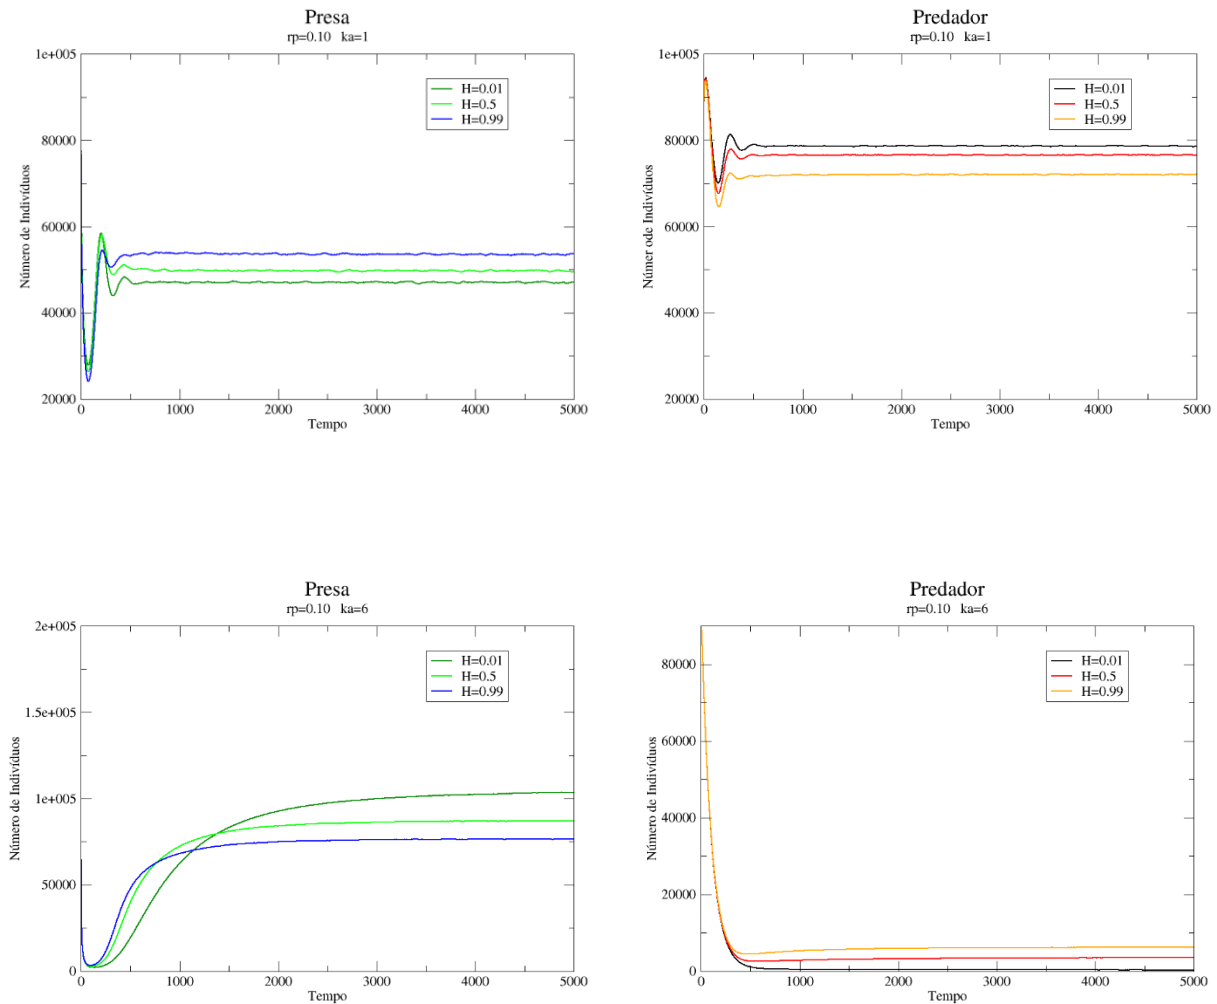 Presa
rp=0.10 ka=1
1e+005
80000
60000
40000
20000
Número de Indivíduos
H=0.01
H=0.5
H=0.99
0 1000 2000 3000 4000 5000
Tempo
Predador
rp=0.10 ka=1
1e+005
80000
60000
40000
20000
Númer ode Indivíduos
H=0.01
H=0.5
H=0.99
0 1000 2000 3000 4000 5000
Tempo
Presa
rp=0.10 ka=6
2e+005
1.5e+005
1e+005
50000
0
Número de Indivíduos
H=0.01
H=0.5
H=0.99
0 1000 2000 3000 4000 5000
Tempo
Predador
rp=0.10 ka=6
80000
60000
40000
20000
0
Número de Indivíduos
H=0.01
H=0.5
H=0.99
0 1000 2000 3000 4000 5000
Tempo